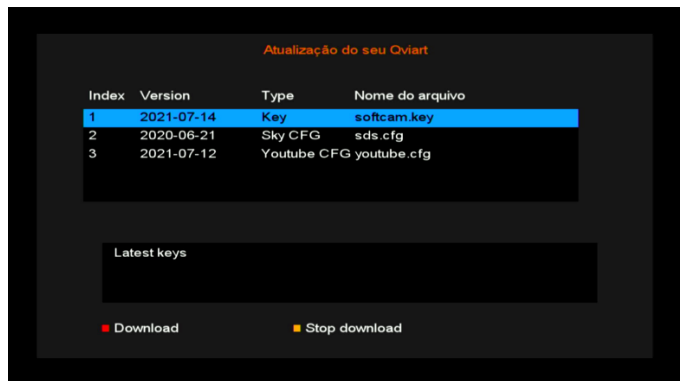 Atualização do seu Qviart
Index Version Type Nome do arquivo
1 2021-07-14 Key softcam.key
2 2020-06-21 Sky CFG sds.cfg
3 2021-07-12 Youtube CFG youtube.cfg
Latest keys
Download Stop download